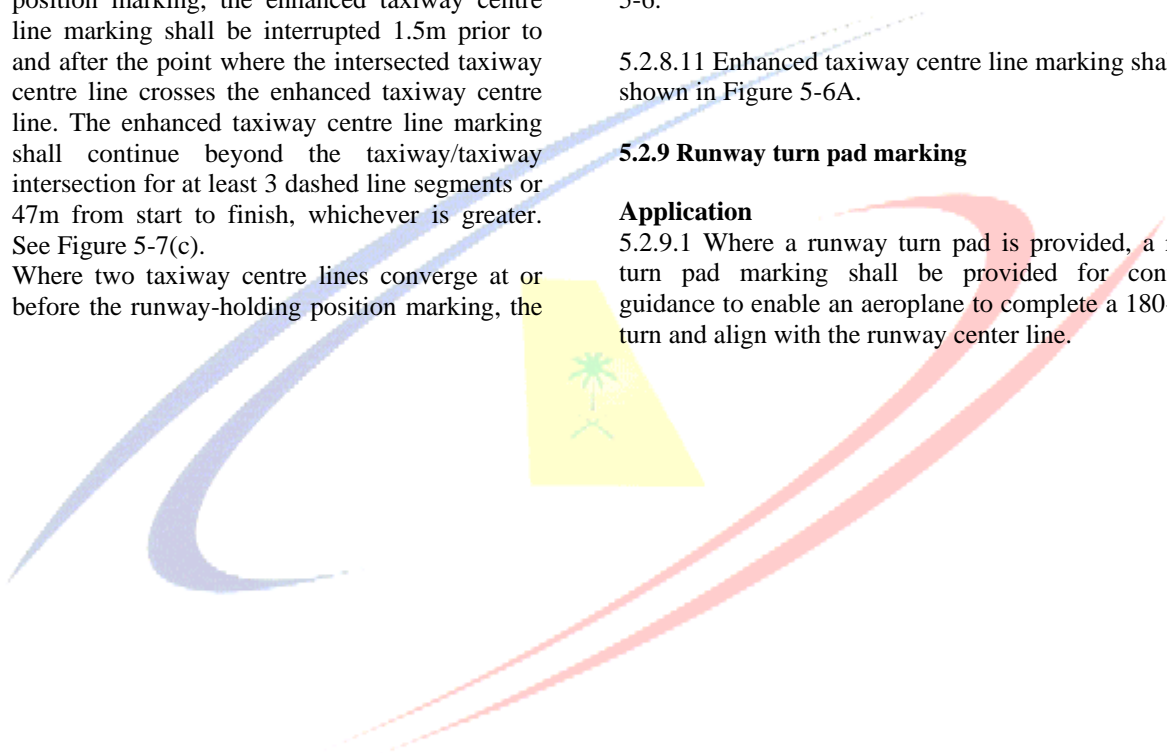 position marking, the enhanced taxiway centre
line marking shall be interrupted 1.5m prior to
and after the point where the intersected taxiway
centre line crosses the enhanced taxiway centre
line. The enhanced taxiway centre line marking
shall continue beyond the taxiway/taxiway
intersection for at least 3 dashed line segments or
47m from start to finish, whichever is greater.
See Figure 5-7(c).
Where two taxiway centre lines converge at or
before the runway-holding position marking, the
5-6.
5.2.8.11 Enhanced taxiway centre line marking sha
shown in Figure 5-6A.
5.2.9 Runway turn pad marking
Application
5.2.9.1 Where a runway turn pad is provided, a
turn pad marking shall be provided for con
guidance to enable an aeroplane to complete a 180-
turn and align with the runway center line.